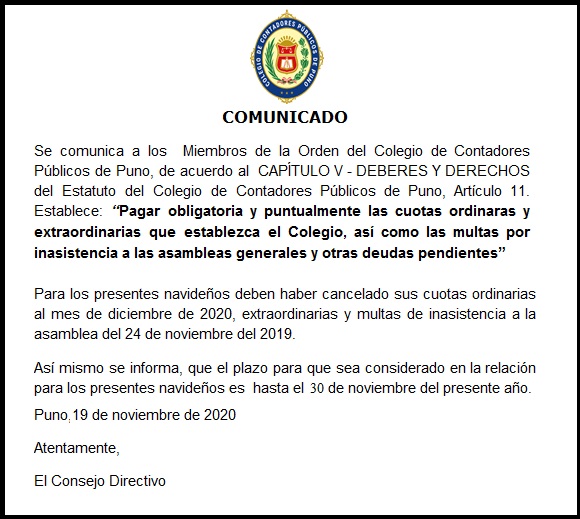 COLEGIO DE CONTADORES PÚBLICOS DE PUNO
COMUNICADO
Se comunica a los Miembros de la Orden del Colegio de Contadores
Públicos de Puno, de acuerdo al CAPÍTULO V - DEBERES Y DERECHOS
del Estatuto del Colegio de Contadores Públicos de Puno, Artículo 11.
Establece: “Pagar obligatoria y puntualmente las cuotas ordinaras y
extraordinarias que establezca el Colegio, así como las multas por
inasistencia a las asambleas generales y otras deudas pendientes”
Para los presentes navideños deben haber cancelado sus cuotas ordinarias
al mes de diciembre de 2020, extraordinarias y multas de inasistencia a la
asamblea del 24 de noviembre del 2019.
Así mismo se informa, que el plazo para que sea considerado en la relación
para los presentes navideños es hasta el 30 de noviembre del presente año.
Puno,19 de noviembre de 2020
Atentamente,
El Consejo Directivo